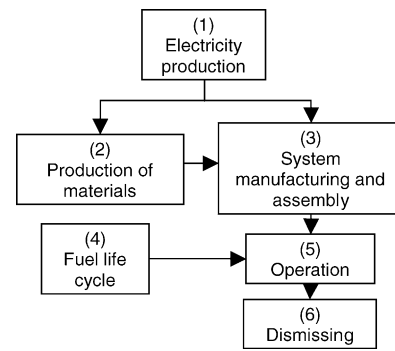 (1)
Electricity
production
(2)
Production of
materials
(3)
System
manufacturing and
assembly
(4)
Fuel life
cycle
(5)
Operation
(6)
Dismissing